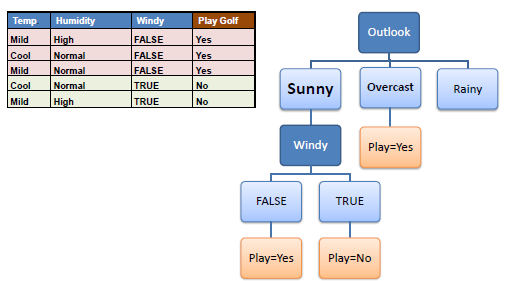 Temp Humidity Windy Play Golf
Mild High FALSE Yes
Cool Normal FALSE Yes
Mild Normal FALSE Yes
Cool Normal TRUE No
Mild High TRUE No
Outlook
Sunny Overcast Rainy
Windy Play=Yes
FALSE TRUE
Play=Yes Play=No